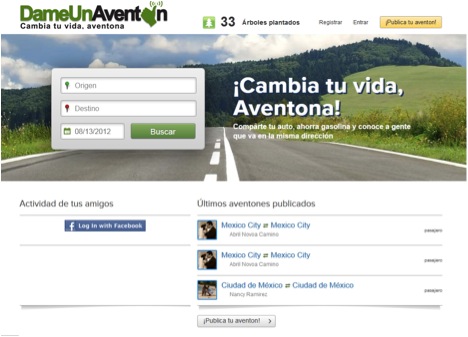 DameUnAventón
Cambia tu vida, aventona
33 Árboles plantados
Registrar
Entrar
¡Publica tu aventon!
Origen
Destino
08/13/2012
Buscar
¡Cambia tu vida,
Aventona!
Comparte tu auto, ahorra gasolina y conoce a gente
que va en la misma dirección
Actividad de tus amigos
Log In with Facebook
Últimos aventones publicados
Mexico City ⇌ Mexico City
Abril Novoa Camino
pasajero
Mexico City ⇌ Mexico City
Abril Novoa Camino
pasajero
Ciudad de México ⇌ Ciudad de México
Nancy Ramirez
pasajero
¡Publica tu aventon!